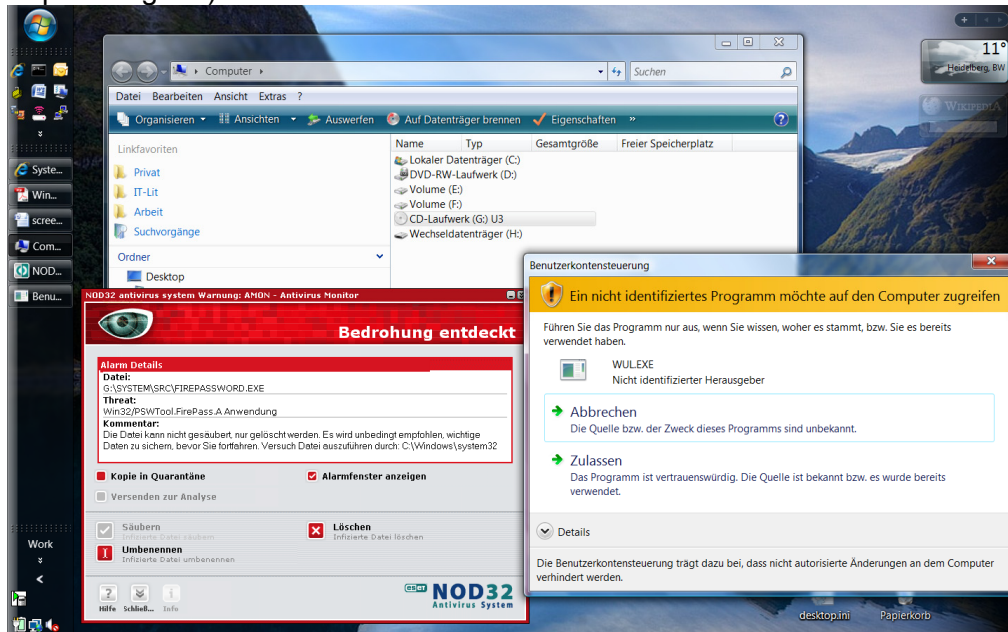 11°
Heidelberg, BW
WIKIPEDIA
Computer
Suchen
Datei Bearbeiten Ansicht Extras ?
Organisieren Ansichten Auswerfen Auf Datenträger brennen Eigenschaften » ?
Linkfavoriten
Privat
IT-Lit
Arbeit
Suchvorgänge
Ordner
Desktop
Name Typ Gesamtgröße Freier Speicherplatz
Lokaler Datenträger (C:)
DVD-RW-Laufwerk (D:)
Volume (E:)
Volume (F:)
CD-Laufwerk (G:) U3
Wechseldatenträger (H:)
Syste...
Win...
scree...
Com...
NOD...
Benu...
Work
NOD32 antivirus system Warnung: AMON - Antivirus Monitor
Bedrohung entdeckt
Alarm Details
Datei:
G:\SYSTEM\SRC\FIREPASSWORD.EXE
Threat:
Win32/PSWTool.FirePass.A Anwendung
Kommentar:
Die Datei kann nicht gesäubert, nur gelöscht werden. Es wird unbedingt empfohlen, wichtige
Daten zu sichern, bevor Sie fortfahren. Versuch Datei auszuführen durch: C:\Windows\system32
Kopie in Quarantäne
Alarmfenster anzeigen
Versenden zur Analyse
Säubern
Infizierte Datei säubern
Löschen
Infizierte Datei löschen
Umbenennen
Infizierte Datei umbenennen
Hilfe Schließ... Info
eset NOD32
Antivirus System
Benutzerkontensteuerung
Ein nicht identifiziertes Programm möchte auf den Computer zugreifen
Führen Sie das Programm nur aus, wenn Sie wissen, woher es stammt, bzw. Sie es bereits
verwendet haben.
WUL.EXE
Nicht identifizierter Herausgeber
Abbrechen
Die Quelle bzw. der Zweck dieses Programms sind unbekannt.
Zulassen
Das Programm ist vertrauenswürdig. Die Quelle ist bekannt bzw. es wurde bereits
verwendet.
Details
Die Benutzerkontensteuerung trägt dazu bei, dass nicht autorisierte Änderungen an dem Computer
verhindert werden.
desktop.ini Papierkorb